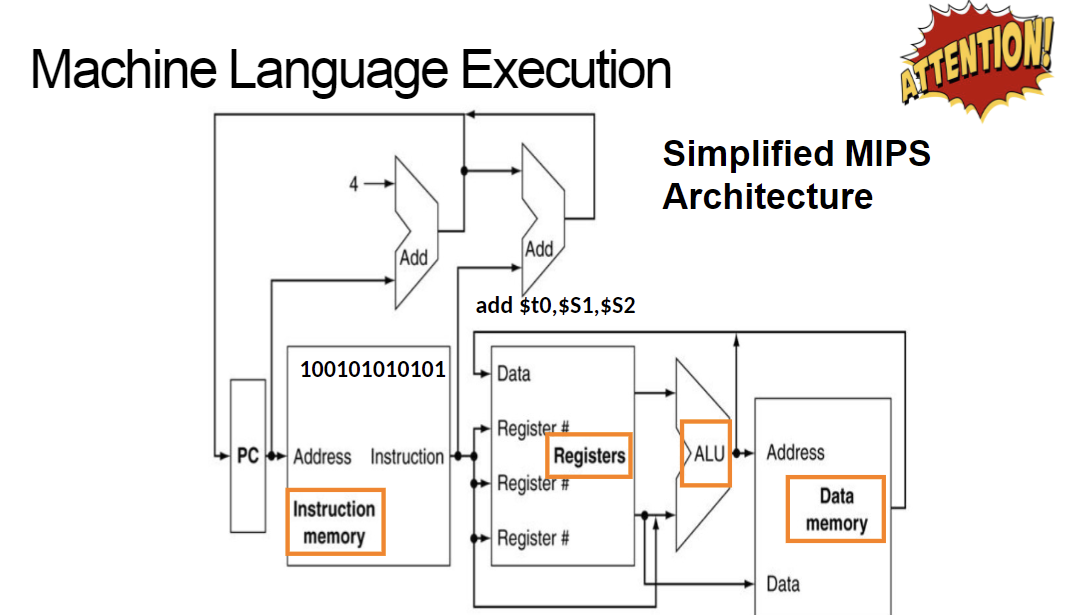 Machine Language Execution
ATTENTION!
Simplified MIPS
Architecture
4
Add
Add
add $t0,$S1,$S2
100101010101
Data
Register #
PC
Address
Instruction
Registers
ALU
Address
Register #
Instruction
memory
Data
memory
Register #
Data